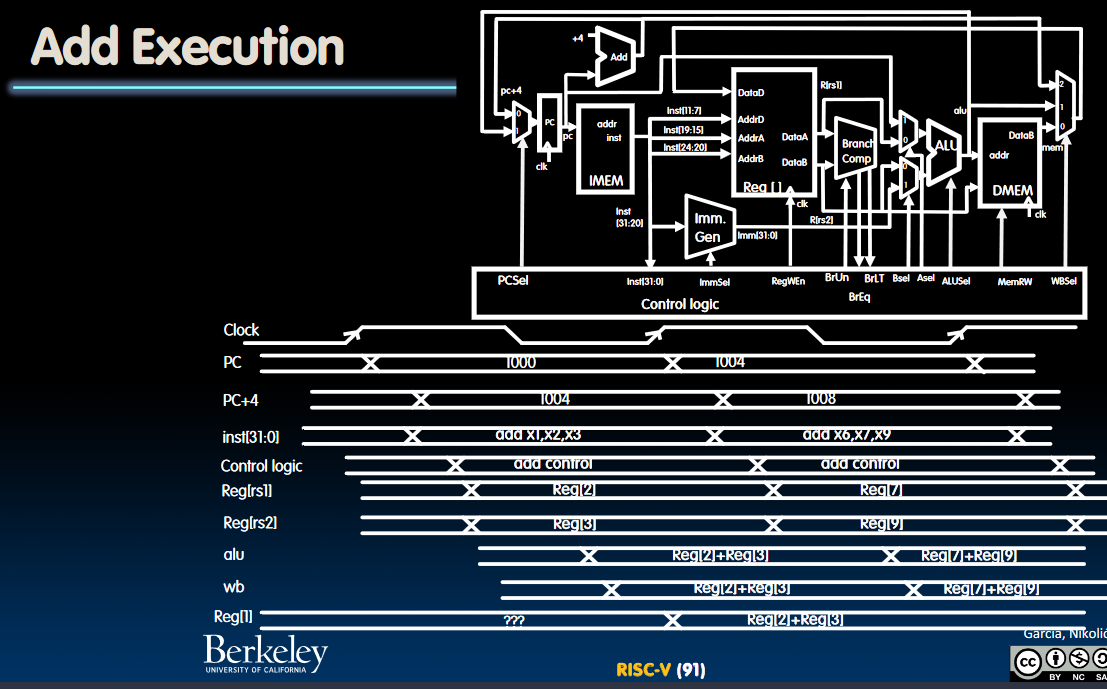 Add Execution
+4
Add
pc+4
0
1
PC
pc
clk
addr
inst
IMEM
Inst[11:7]
Inst[19:15]
Inst[24:20]
Inst
[31:20]
DataD
AddrD
AddrA
AddrB
DataA
DataB
Reg [ ]
clk
R[rs1]
R[rs2]
Branch
Comp
Imm.
Gen
Imm[31:0]
1
0
0
1
ALU
alu
DataB
addr
DMEM
clk
mem
2
1
0
PCSel
Inst[31:0]
ImmSel
RegWEn
BrUn
BrEq
BrLT
Bsel
Asel
ALUSel
MemRW
WBSel
Control logic
Clock
PC 1000 1004
PC+4 1004 1008
inst[31:0] add x1,x2,x3 add x6,x7,x9
Control logic add control add control
Reg[rs1] Reg[2] Reg[7]
Reg[rs2] Reg[3] Reg[9]
alu Reg[2]+Reg[3] Reg[7]+Reg[9]
wb Reg[2]+Reg[3] Reg[7]+Reg[9]
Reg[1] ??? Reg[2]+Reg[3]
Berkeley
UNIVERSITY OF CALIFORNIA
RISC-V (91)
Garcia, Nikolić
cc
BY NC SA